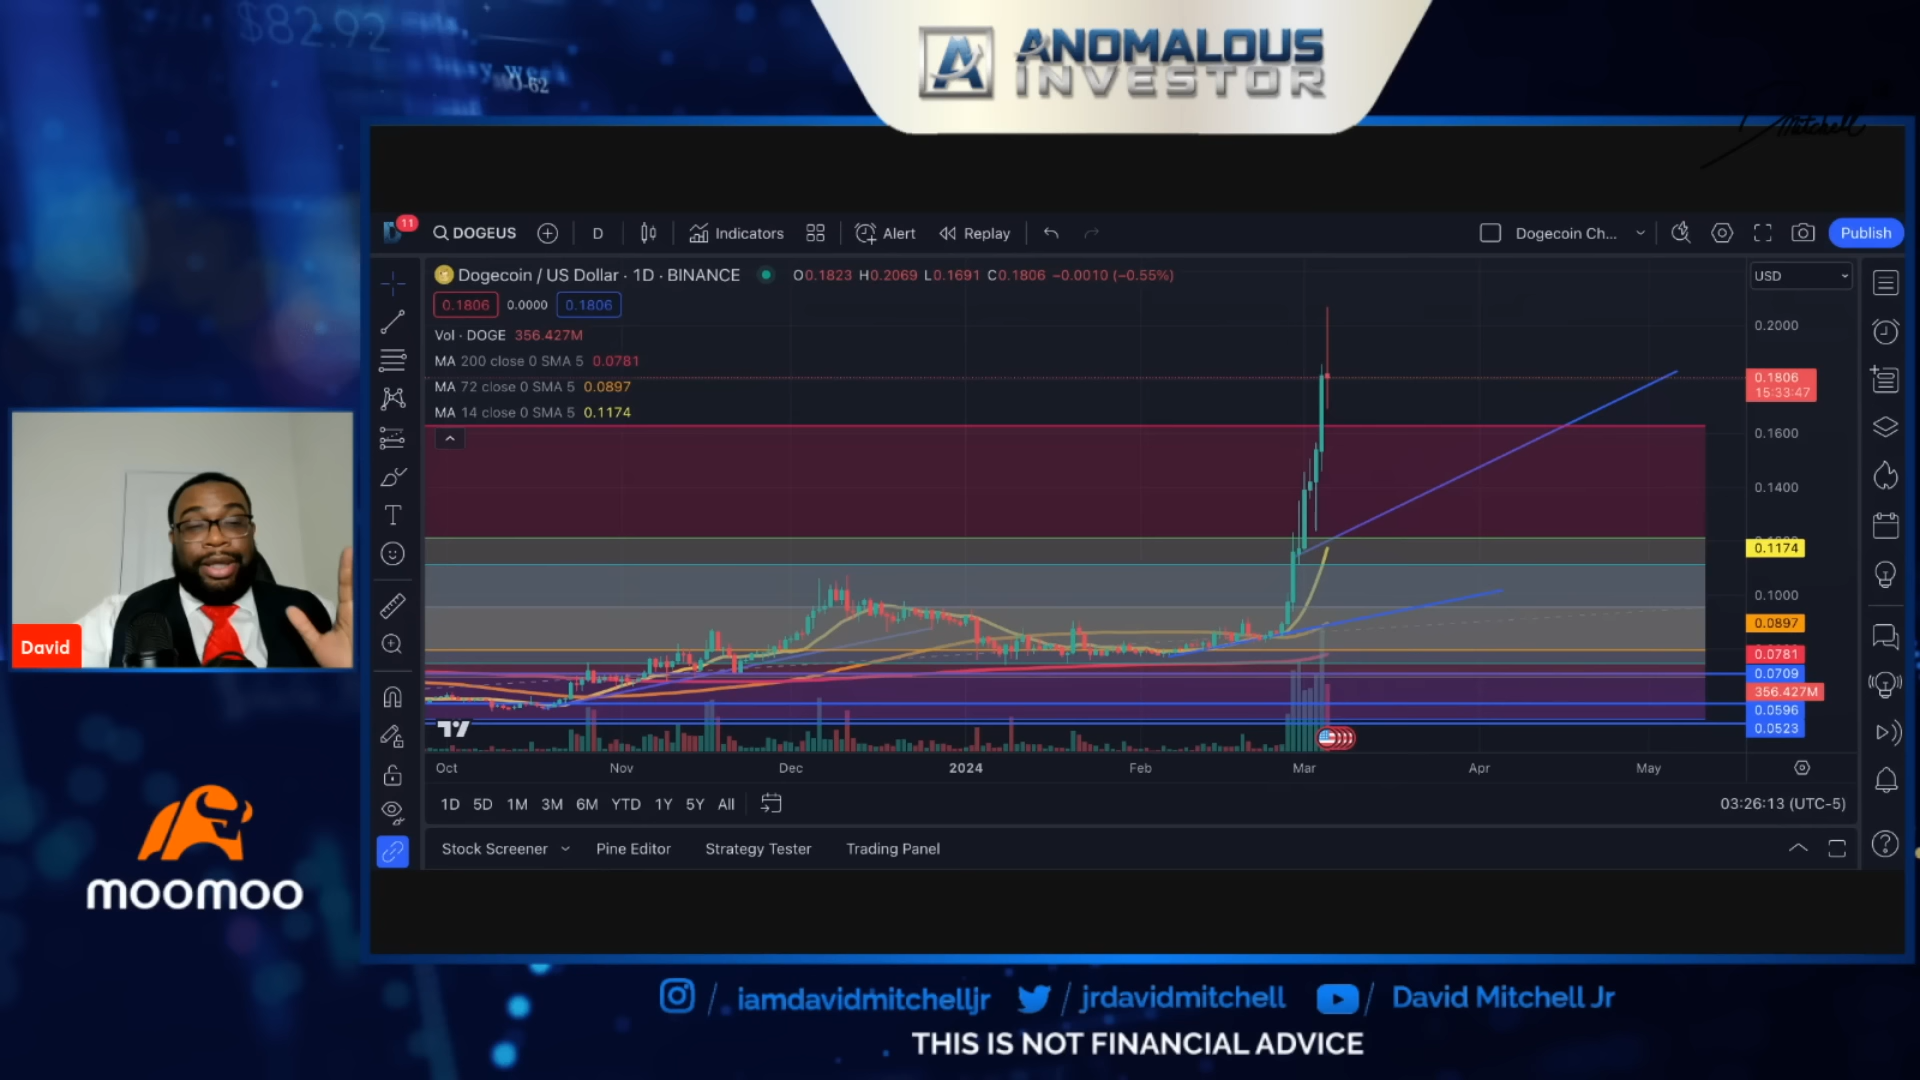 $82.92
ANOMALOUS
INVESTOR
Mitchell
11
DOGEUS
D
Indicators
Alert
Replay
Dogecoin Ch...
Publish
Dogecoin / US Dollar · 1D · BINANCE
O0.1823 H0.2069 L0.1691 C0.1806 −0.0010 (−0.55%)
USD
0.1806 0.0000 0.1806
Vol · DOGE 356.427M
MA 200 close 0 SMA 5 0.0781
MA 72 close 0 SMA 5 0.0897
MA 14 close 0 SMA 5 0.1174
0.2000
0.1806
15:33:47
0.1600
0.1400
0.1174
0.1000
0.0897
0.0781
0.0709
356.427M
0.0596
0.0523
Oct Nov Dec 2024 Feb Mar Apr May
1D 5D 1M 3M 6M YTD 1Y 5Y All
03:26:13 (UTC-5)
Stock Screener Pine Editor Strategy Tester Trading Panel
David
moomoo
/ iamdavidmitchelljr / jrdavidmitchell / David Mitchell Jr
THIS IS NOT FINANCIAL ADVICE